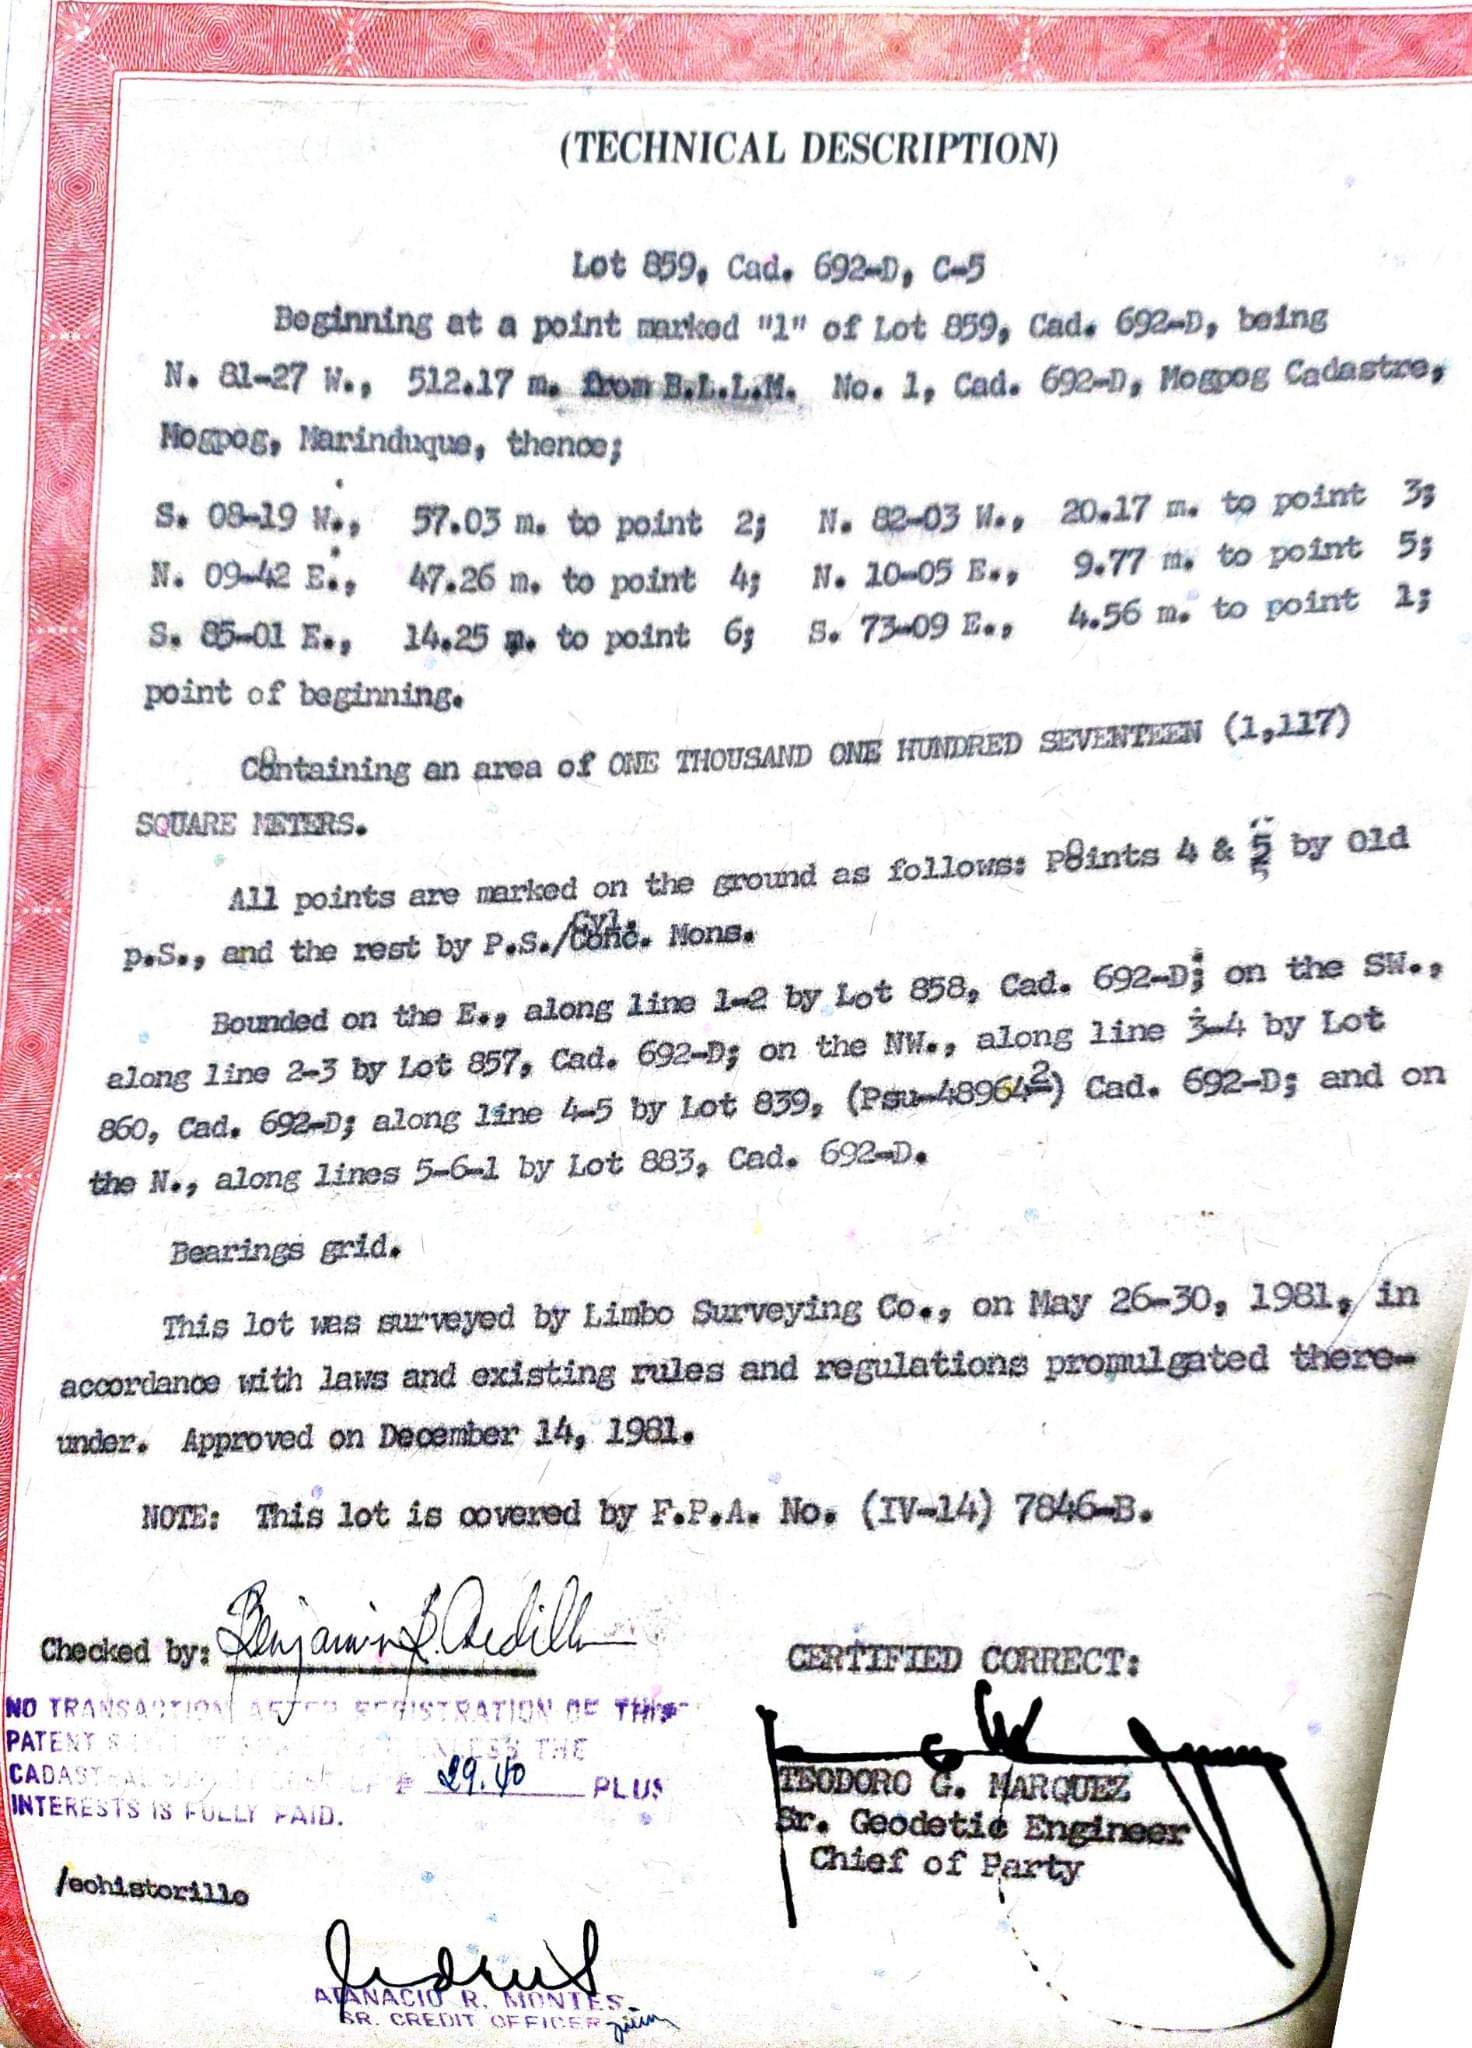 (TECHNICAL DESCRIPTION)
Lot 859, Cad. 692-D, C-5
Beginning at a point marked "1" of Lot 859, Cad. 692-D, being
N. 81-27 W., 512.17 m. from B.L.L.M. No. 1, Cad. 692-D, Mogpog Cadastre,
Mogpog, Marinduque, thence;
S. 08-19 W., 57.03 m. to point 2; N. 82-03 W., 20.17 m. to point 3;
N. 09-42 E., 47.26 m. to point 4; N. 10-05 E., 9.77 m. to point 5;
S. 85-01 E., 14.25 m. to point 6; S. 73-09 E., 4.56 m. to point 1;
point of beginning.
Containing an area of ONE THOUSAND ONE HUNDRED SEVENTEEN (1,117)
SQUARE METERS.
All points are marked on the ground as follows: Points 4 & 5 by Old
p.S., and the rest by P.S./Cyl. Conc. Mons.
Bounded on the E., along line 1-2 by Lot 858, Cad. 692-D; on the SW.,
along line 2-3 by Lot 857, Cad. 692-D; on the NW., along line 3-4 by Lot
860, Cad. 692-D; along line 4-5 by Lot 839, (Psu-48964²) Cad. 692-D; and on
the N., along lines 5-6-1 by Lot 883, Cad. 692-D.
Bearings grid.
This lot was surveyed by Limbo Surveying Co., on May 26-30, 1981, in
accordance with laws and existing rules and regulations promulgated there-
under. Approved on December 14, 1981.
NOTE: This lot is covered by F.P.A. No. (IV-14) 7846-B.
Checked by: Benjamin B.
CERTIFIED CORRECT:
NO TRANSACTION AFTER REGISTRATION OF THIS
PATENT UNLESS THE
CADASTRAL 29.40 PLUS
INTERESTS IS FULLY PAID.
TEODORO G. MARQUEZ
Sr. Geodetic Engineer
Chief of Party
/echistorillo
ATANACIO R. MONTES
SR. CREDIT OFFICER